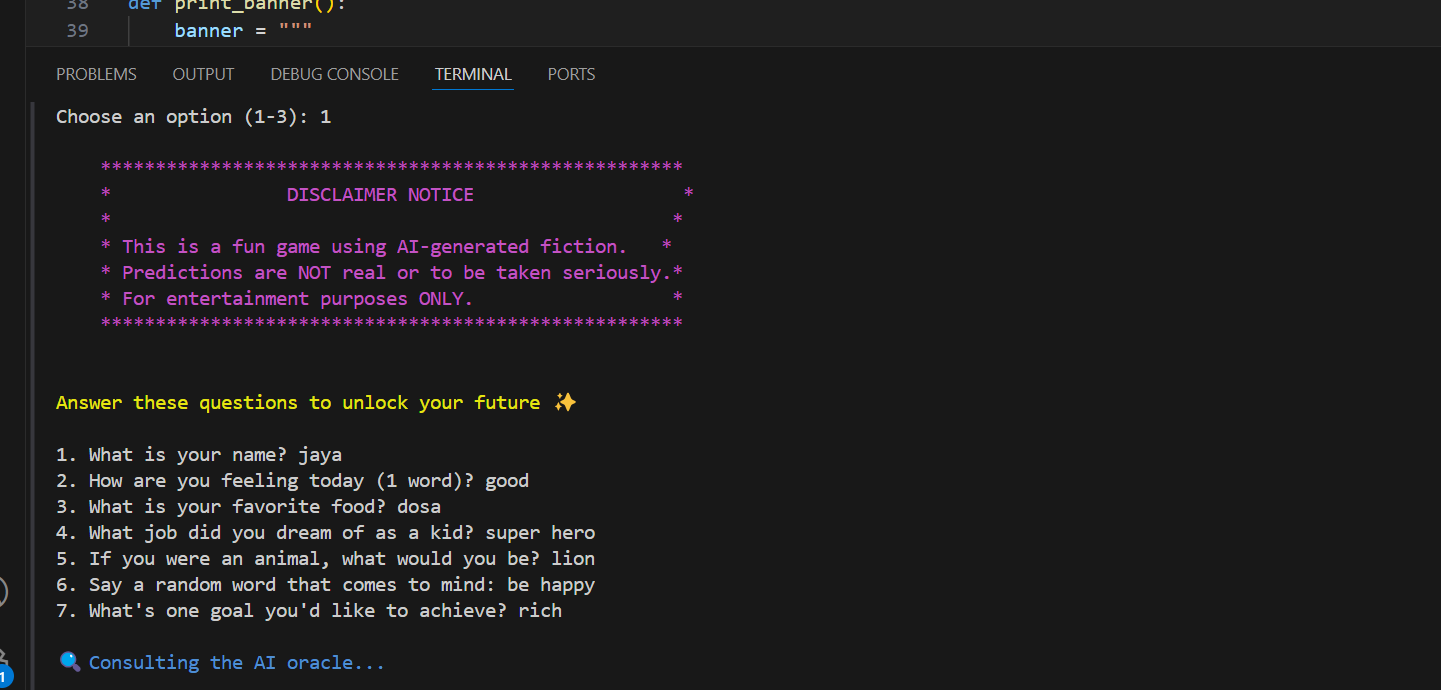 38 def print_banner():
39 banner = """
PROBLEMS OUTPUT DEBUG CONSOLE TERMINAL PORTS
Choose an option (1-3): 1
*****************************************************
* DISCLAIMER NOTICE *
* *
* This is a fun game using AI-generated fiction. *
* Predictions are NOT real or to be taken seriously.*
* For entertainment purposes ONLY. *
*****************************************************
Answer these questions to unlock your future ✨
1. What is your name? jaya
2. How are you feeling today (1 word)? good
3. What is your favorite food? dosa
4. What job did you dream of as a kid? super hero
5. If you were an animal, what would you be? lion
6. Say a random word that comes to mind: be happy
7. What's one goal you'd like to achieve? rich
🔍 Consulting the AI oracle...
1